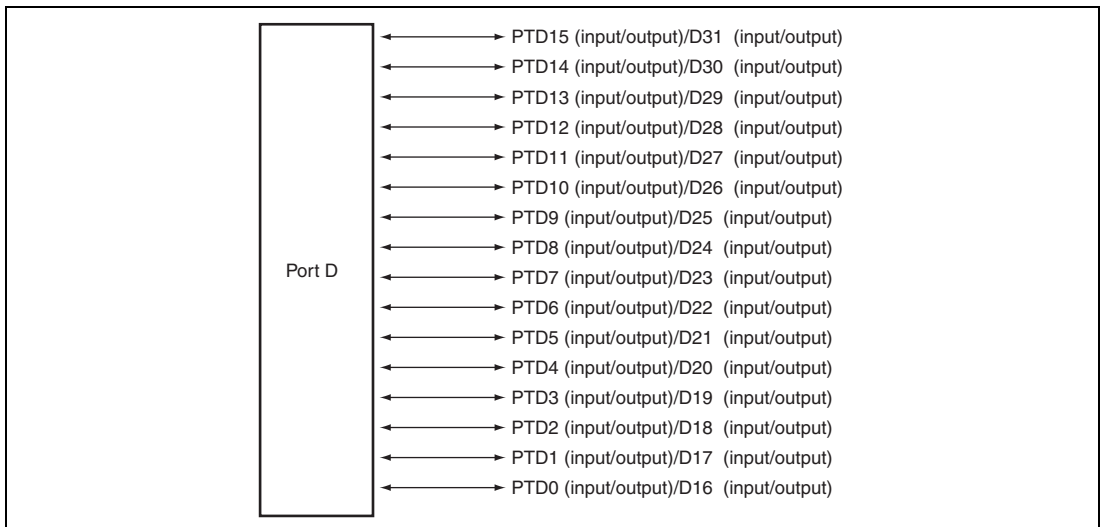 PTD15 (input/output)/D31 (input/output)
PTD14 (input/output)/D30 (input/output)
PTD13 (input/output)/D29 (input/output)
PTD12 (input/output)/D28 (input/output)
PTD11 (input/output)/D27 (input/output)
PTD10 (input/output)/D26 (input/output)
PTD9 (input/output)/D25 (input/output)
PTD8 (input/output)/D24 (input/output)
Port D
PTD7 (input/output)/D23 (input/output)
PTD6 (input/output)/D22 (input/output)
PTD5 (input/output)/D21 (input/output)
PTD4 (input/output)/D20 (input/output)
PTD3 (input/output)/D19 (input/output)
PTD2 (input/output)/D18 (input/output)
PTD1 (input/output)/D17 (input/output)
PTD0 (input/output)/D16 (input/output)